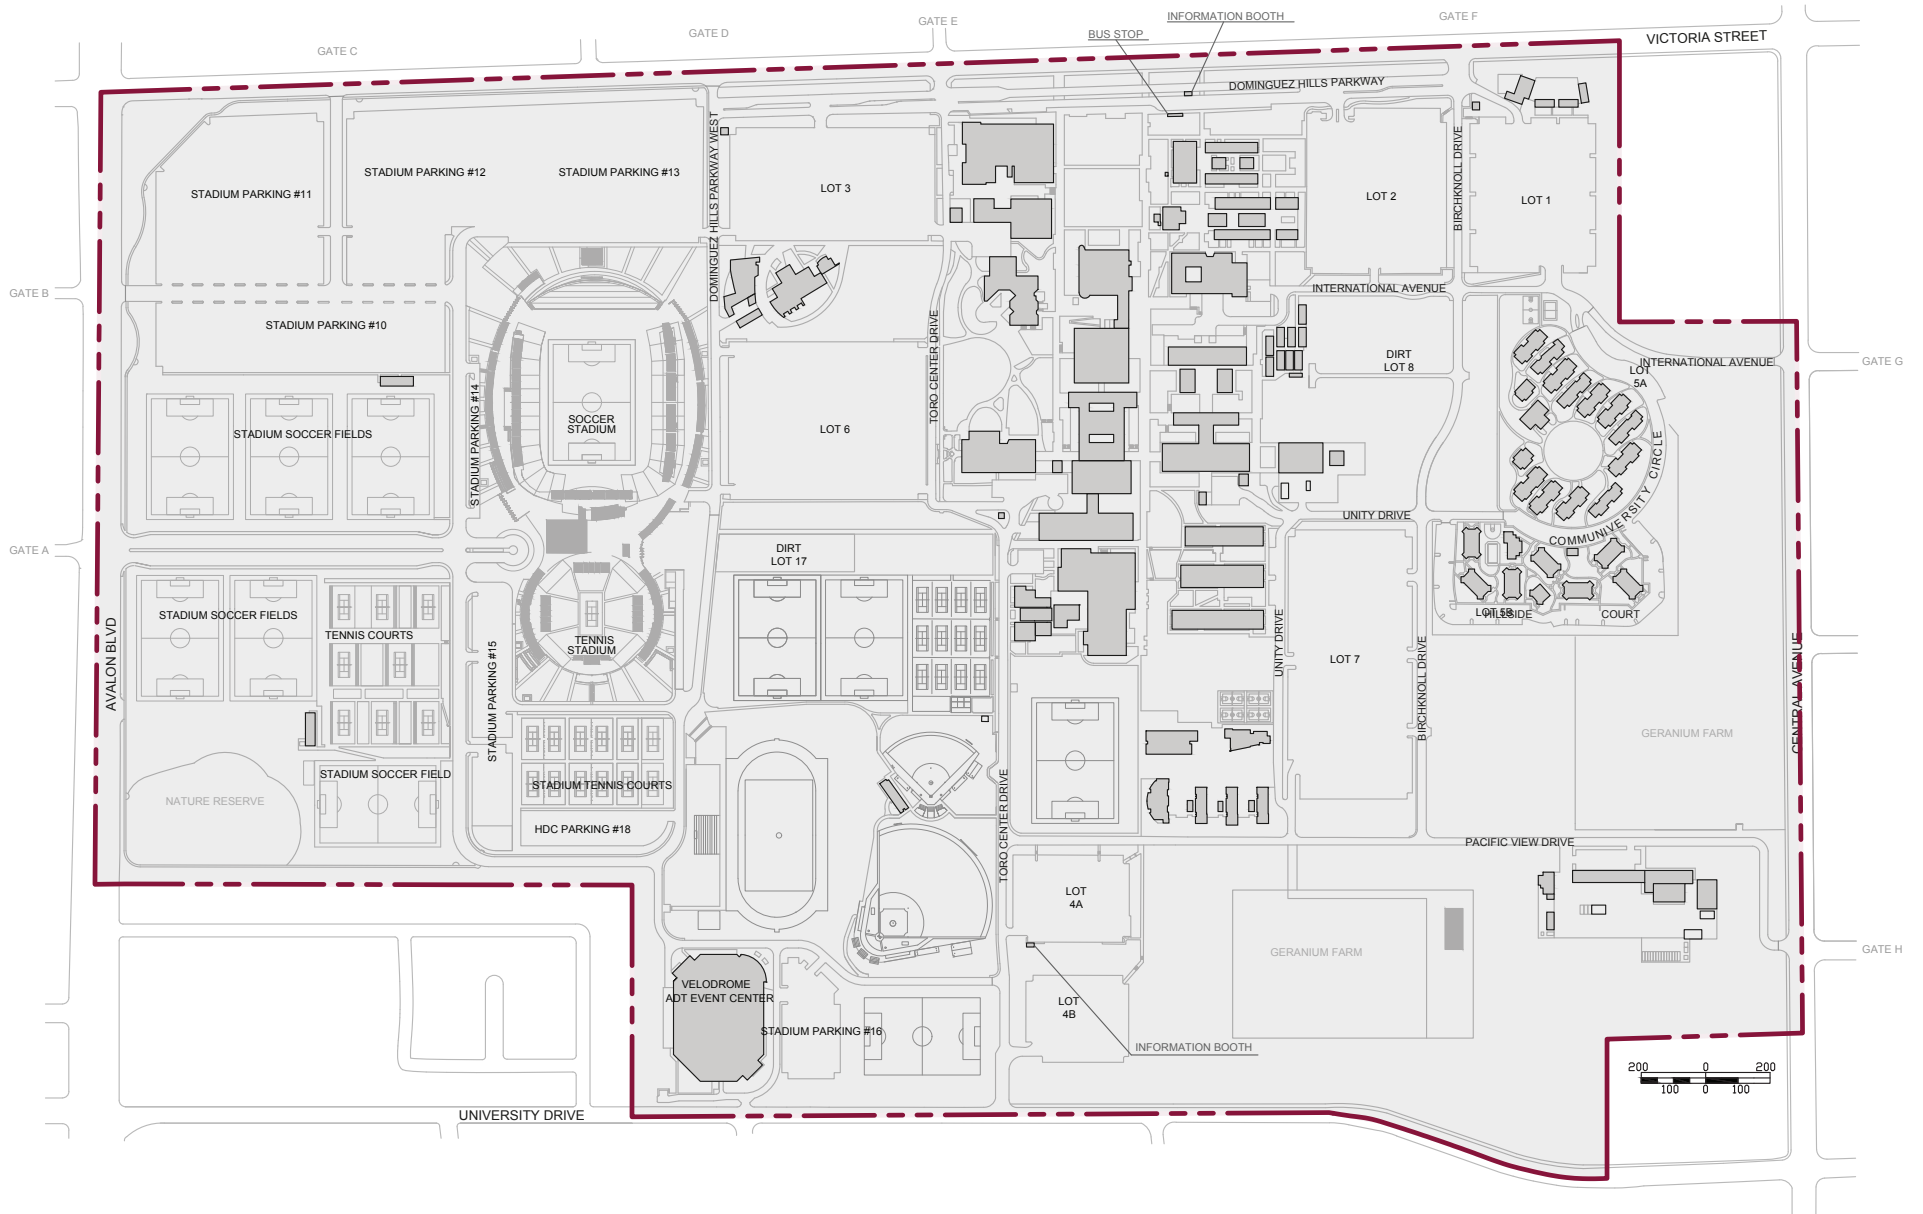 INFORMATION BOOTH
GATE F
GATE E
GATE D
BUS STOP
VICTORIA STREET
GATE C
DOMINGUEZ HILLS PARKWAY
STADIUM PARKING #12
STADIUM PARKING #13
STADIUM PARKING #11
DOMINGUEZ HILLS PARKWAY WEST
LOT 3
LOT 2
BIRCHKNOLL DRIVE
LOT 1
GATE B
INTERNATIONAL AVENUE
STADIUM PARKING #10
TORO CENTER DRIVE
DIRT
LOT 8
INTERNATIONAL AVENUE
LOT
5A
GATE G
STADIUM PARKING #14
SOCCER
STADIUM
STADIUM SOCCER FIELDS
LOT 6
COMMUNIVERSITY CIRCLE
UNITY DRIVE
GATE A
DIRT
LOT 17
STADIUM SOCCER FIELDS
TENNIS COURTS
TENNIS
STADIUM
LOT 5B
HILLSIDE
COURT
AVALON BLVD
STADIUM PARKING #15
UNITY DRIVE
LOT 7
BIRCHKNOLL DRIVE
CENTRAL AVENUE
GERANIUM FARM
STADIUM SOCCER FIELD
STADIUM TENNIS COURTS
NATURE RESERVE
HDC PARKING #18
TORO CENTER DRIVE
PACIFIC VIEW DRIVE
LOT
4A
GERANIUM FARM
GATE H
VELODROME
ADT EVENT CENTER
LOT
4B
STADIUM PARKING #16
INFORMATION BOOTH
200 0 200
100 0 100
UNIVERSITY DRIVE